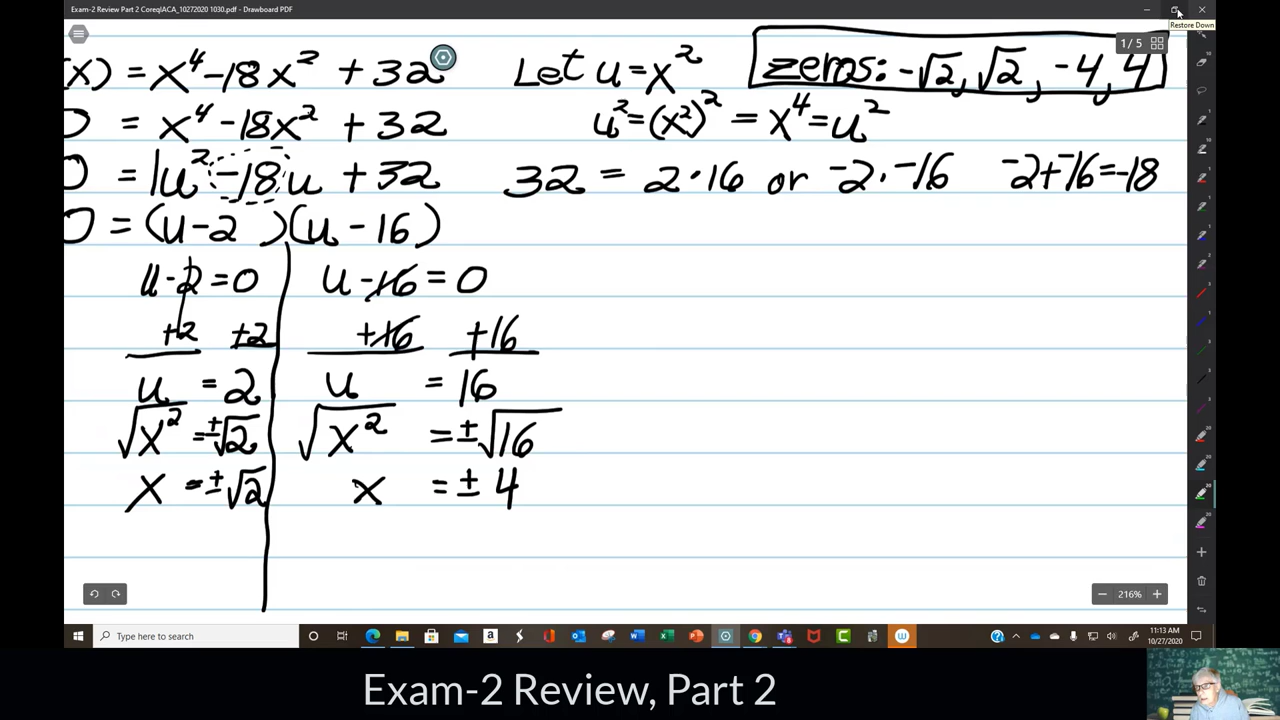 Exam-2 Review Part 2 CoreqIACA_10272020 1030.pdf - Drawboard PDF
Restore Down
1 / 5
(x) = x⁴-18x² + 32
Let u = x²
zeros: -√2, √2, -4, 4
0 = x⁴-18x² + 32
u² = (x²)² = x⁴ = u²
0 = 1u² -18u + 32
32 = 2·16 or -2·-16
-2+-16=-18
0 = (u-2)(u-16)
u-2=0
u-16=0
+2 +2
+16 +16
u = 2
u = 16
√x² = ±√2
√x² = ±√16
x = ±√2
x = ± 4
216%
Type here to search
11:13 AM
10/27/2020
Exam-2 Review, Part 2